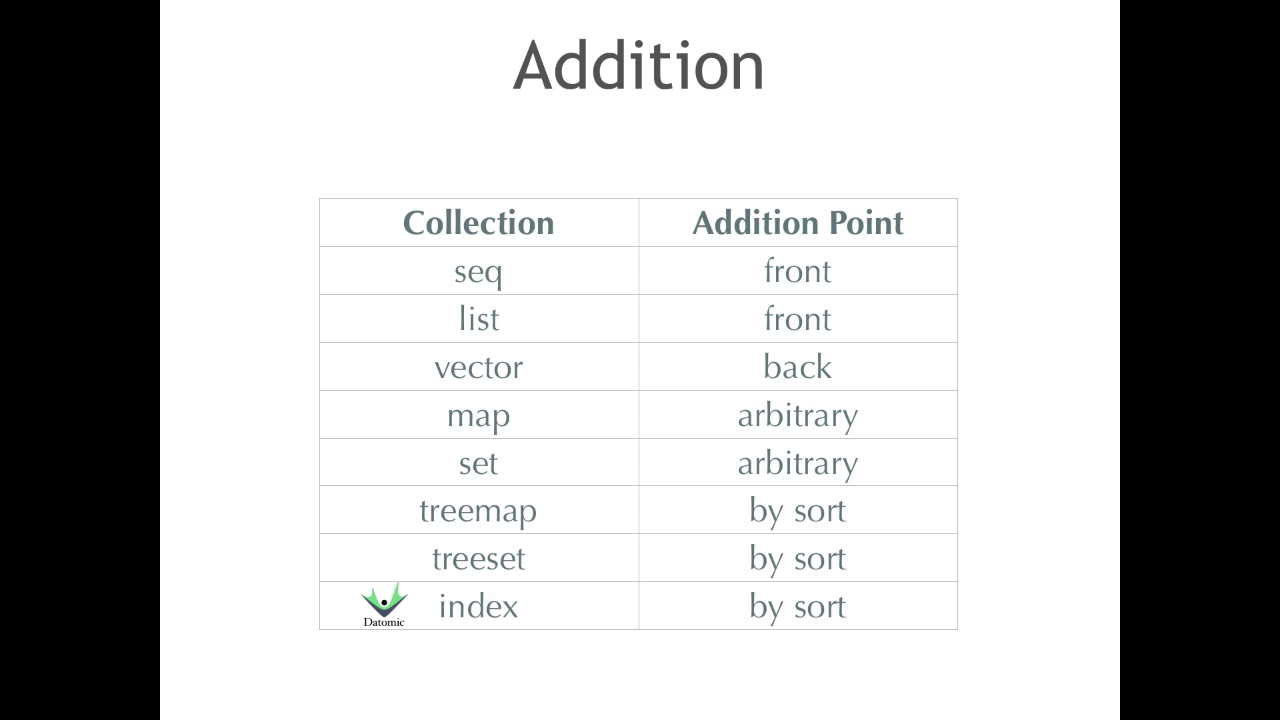 Addition
Collection Addition Point
seq front
list front
vector back
map arbitrary
set arbitrary
treemap by sort
treeset by sort
Datomic index by sort